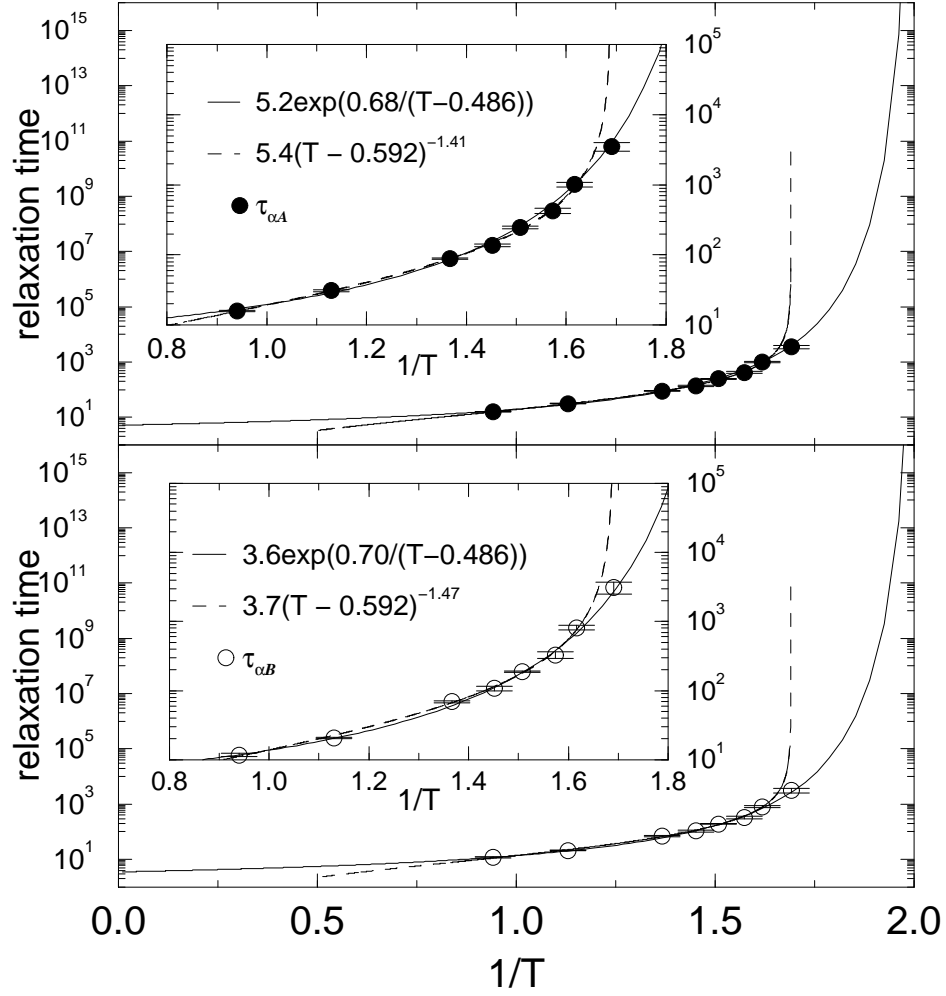 relaxation time
10^15
10^13
10^11
10^9
10^7
10^5
10^3
10^1
5.2exp(0.68/(T−0.486))
5.4(T − 0.592)^−1.41
τ_αA
10^5
10^4
10^3
10^2
10^1
0.8 1.0 1.2 1.4 1.6 1.8
1/T
relaxation time
10^15
10^13
10^11
10^9
10^7
10^5
10^3
10^1
3.6exp(0.70/(T−0.486))
3.7(T − 0.592)^−1.47
τ_αB
10^5
10^4
10^3
10^2
10^1
0.8 1.0 1.2 1.4 1.6 1.8
1/T
0.0 0.5 1.0 1.5 2.0
1/T